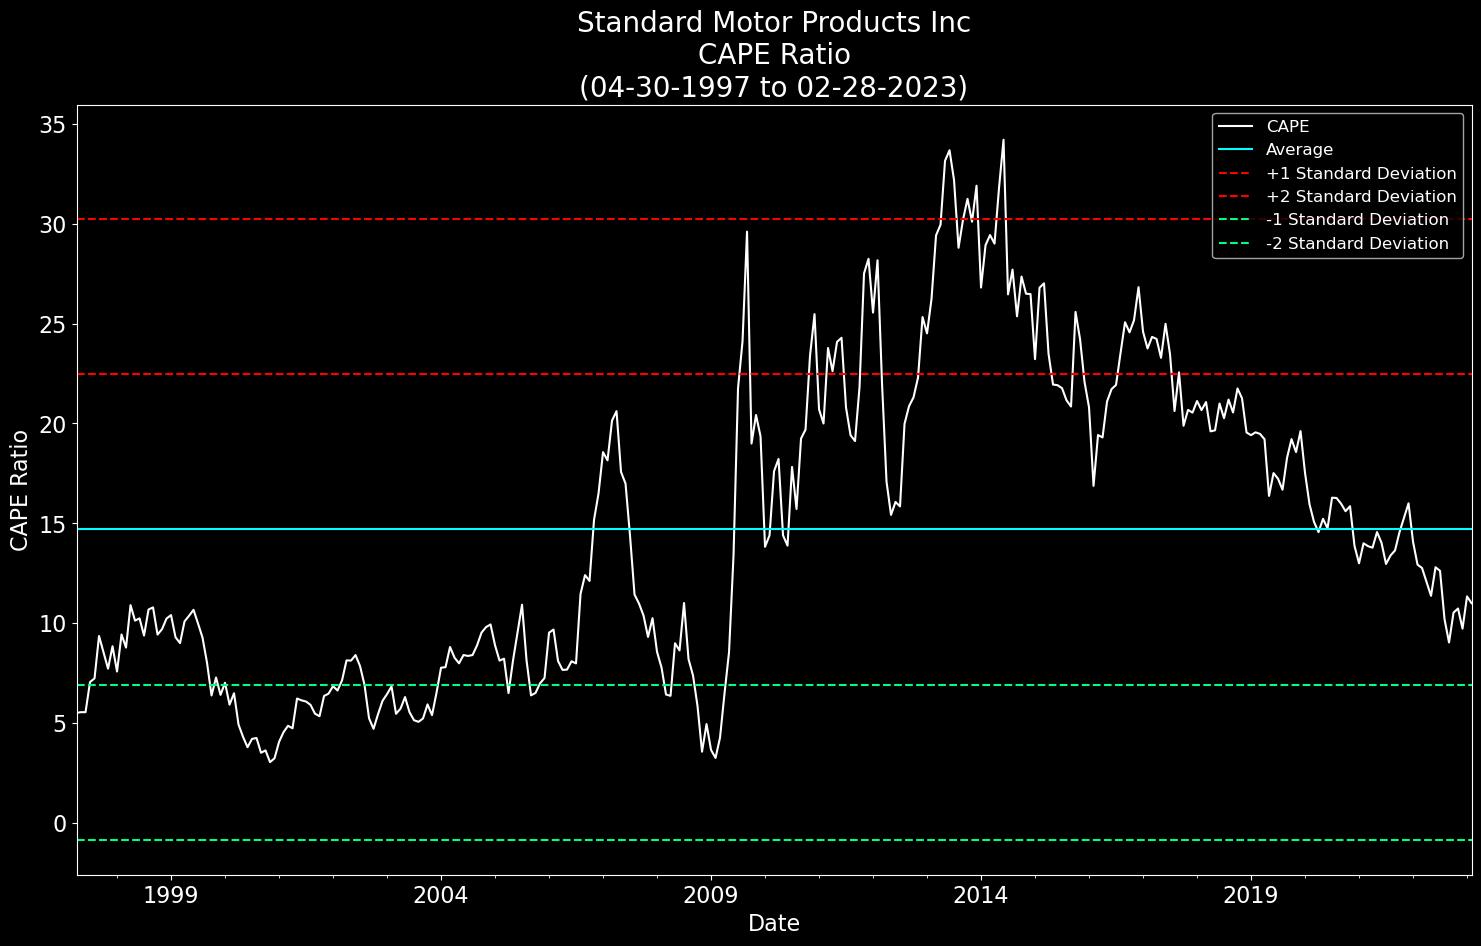 Standard Motor Products Inc
CAPE Ratio
(04-30-1997 to 02-28-2023)
35
30
25
20
15
10
5
0
CAPE Ratio
CAPE
Average
+1 Standard Deviation
+2 Standard Deviation
-1 Standard Deviation
-2 Standard Deviation
1999
2004
2009
2014
2019
Date